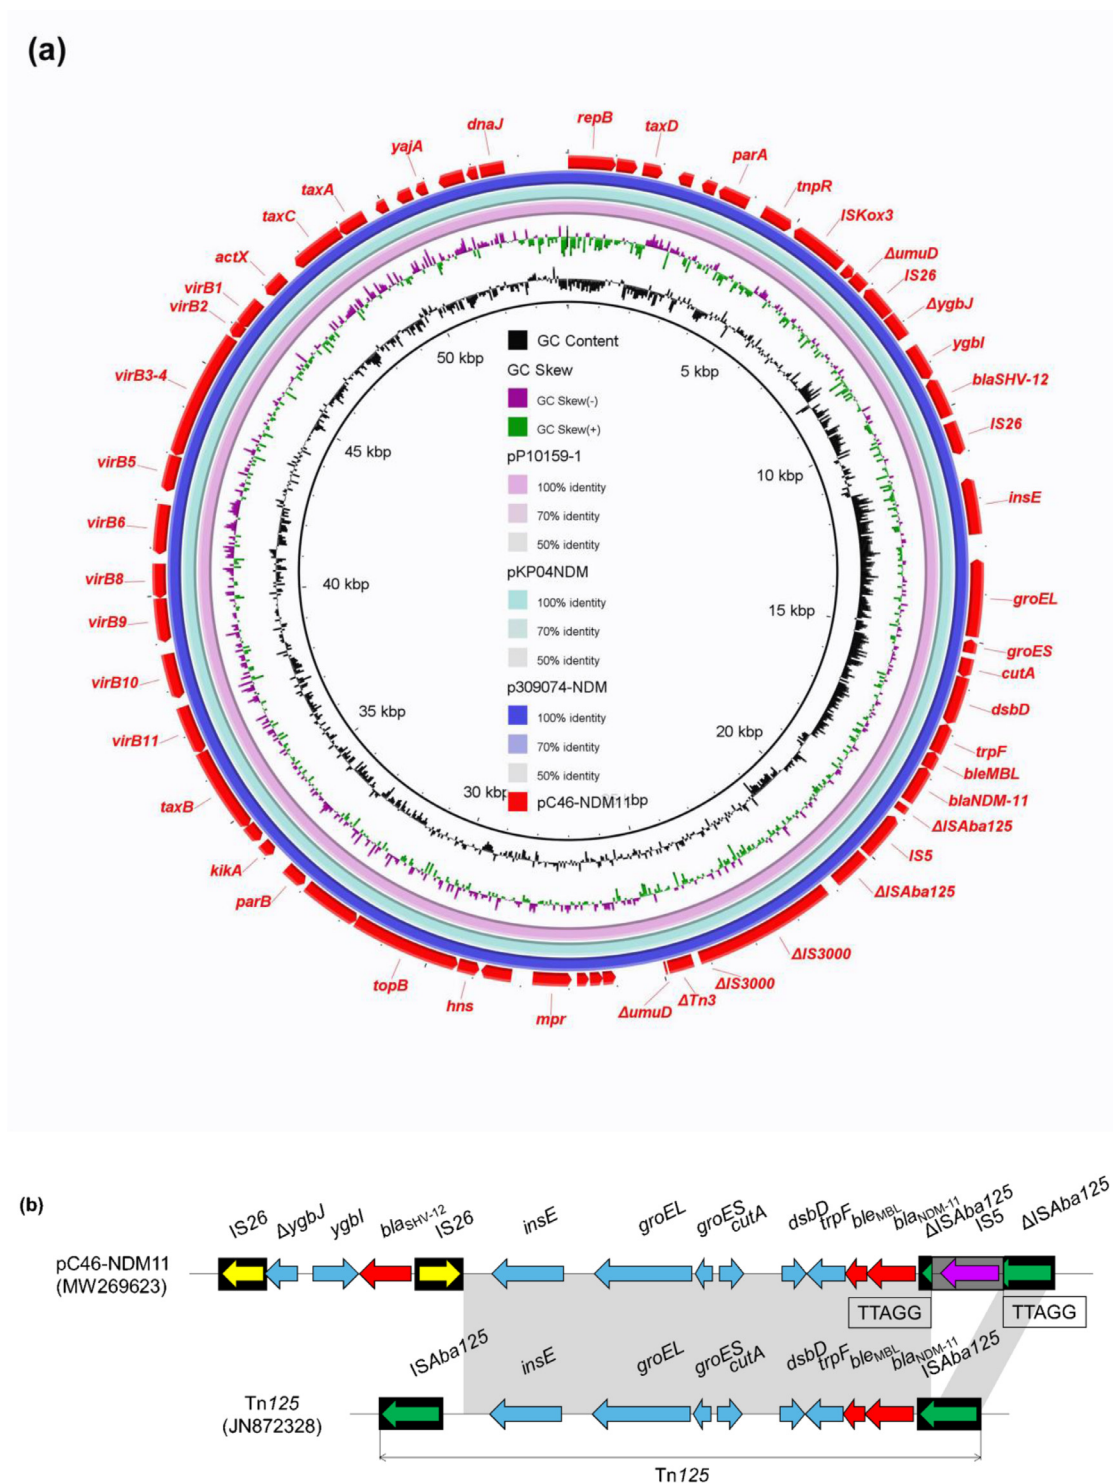 (a)
repB
taxD
parA
tnpR
ISKox3
ΔumuD
IS26
ΔygbJ
ygbI
blaSHV-12
IS26
insE
groEL
groES
cutA
dsbD
trpF
bleMBL
blaNDM-11
ΔISAba125
IS5
ΔISAba125
ΔIS3000
ΔIS3000
ΔTn3
ΔumuD
mpr
hns
topB
parB
kikA
taxB
virB11
virB10
virB9
virB8
virB6
virB5
virB3-4
virB2
virB1
actX
taxC
taxA
yajA
dnaJ
50 kbp
5 kbp
10 kbp
15 kbp
20 kbp
30 kbp
35 kbp
40 kbp
45 kbp
GC Content
GC Skew
GC Skew(-)
GC Skew(+)
pP10159-1
100% identity
70% identity
50% identity
pKP04NDM
100% identity
70% identity
50% identity
p309074-NDM
100% identity
70% identity
50% identity
pC46-NDM11
(b)
IS26 ΔygbJ ygbI blaSHV-12 IS26 insE groEL groES cutA dsbD trpF bleMBL blaNDM-11 ΔISAba125 IS5 ΔISAba125
pC46-NDM11
(MW269623)
TTAGG TTAGG
ISAba125 insE groEL groES cutA dsbD trpF bleMBL blaNDM-11 ISAba125
Tn125
(JN872328)
Tn125